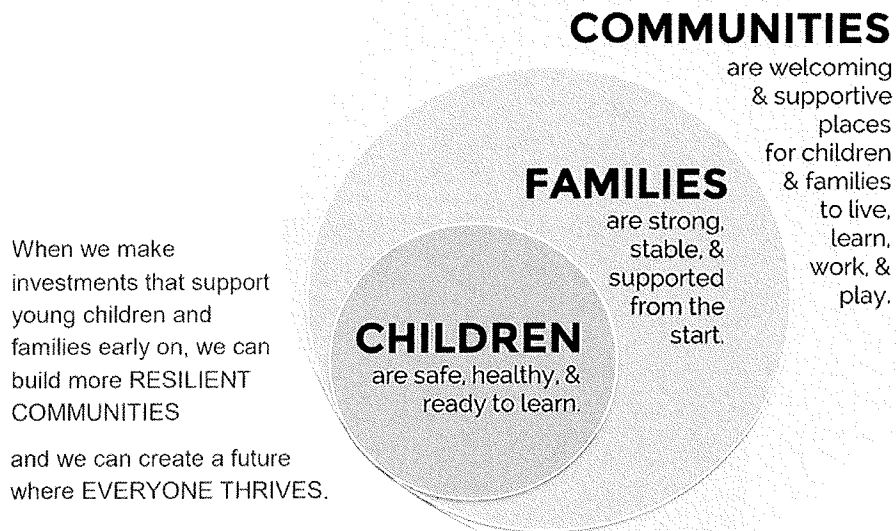 COMMUNITIES
are welcoming
& supportive
places
for children
& families
to live,
learn,
work, &
play.
FAMILIES
are strong,
stable, &
supported
from the
start.
CHILDREN
are safe, healthy, &
ready to learn.
When we make
investments that support
young children and
families early on, we can
build more RESILIENT
COMMUNITIES
and we can create a future
where EVERYONE THRIVES.